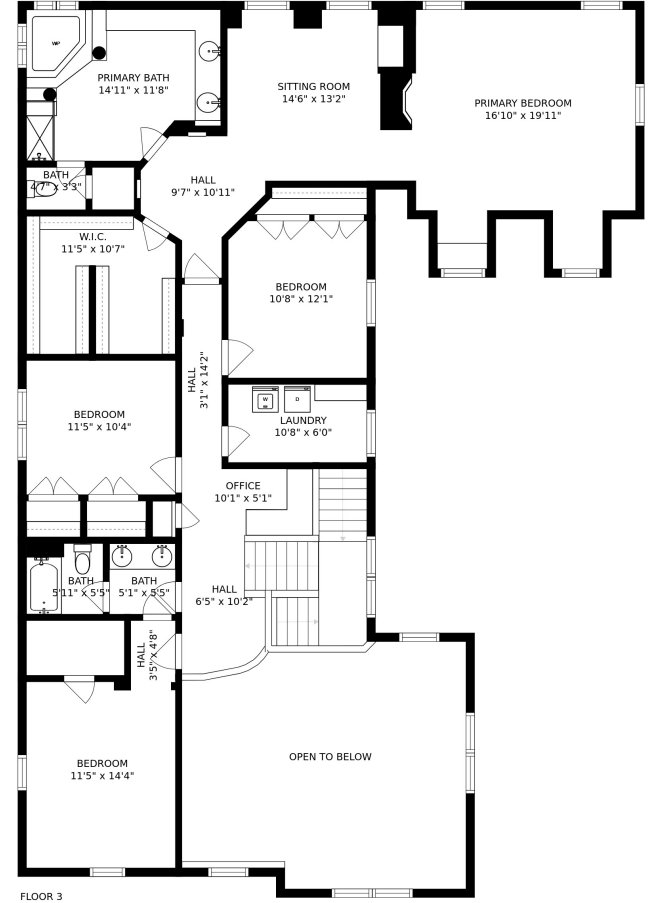 WP
PRIMARY BATH
14'11" x 11'8"
SITTING ROOM
14'6" x 13'2"
PRIMARY BEDROOM
16'10" x 19'11"
BATH
4'7" x 3'3"
HALL
9'7" x 10'11"
W.I.C.
11'5" x 10'7"
BEDROOM
10'8" x 12'1"
HALL
3'1" x 14'2"
BEDROOM
11'5" x 10'4"
W
D
LAUNDRY
10'8" x 6'0"
OFFICE
10'1" x 5'1"
BATH
5'11" x 5'5"
BATH
5'1" x 5'5"
HALL
6'5" x 10'2"
HALL
3'5" x 4'8"
BEDROOM
11'5" x 14'4"
OPEN TO BELOW
FLOOR 3